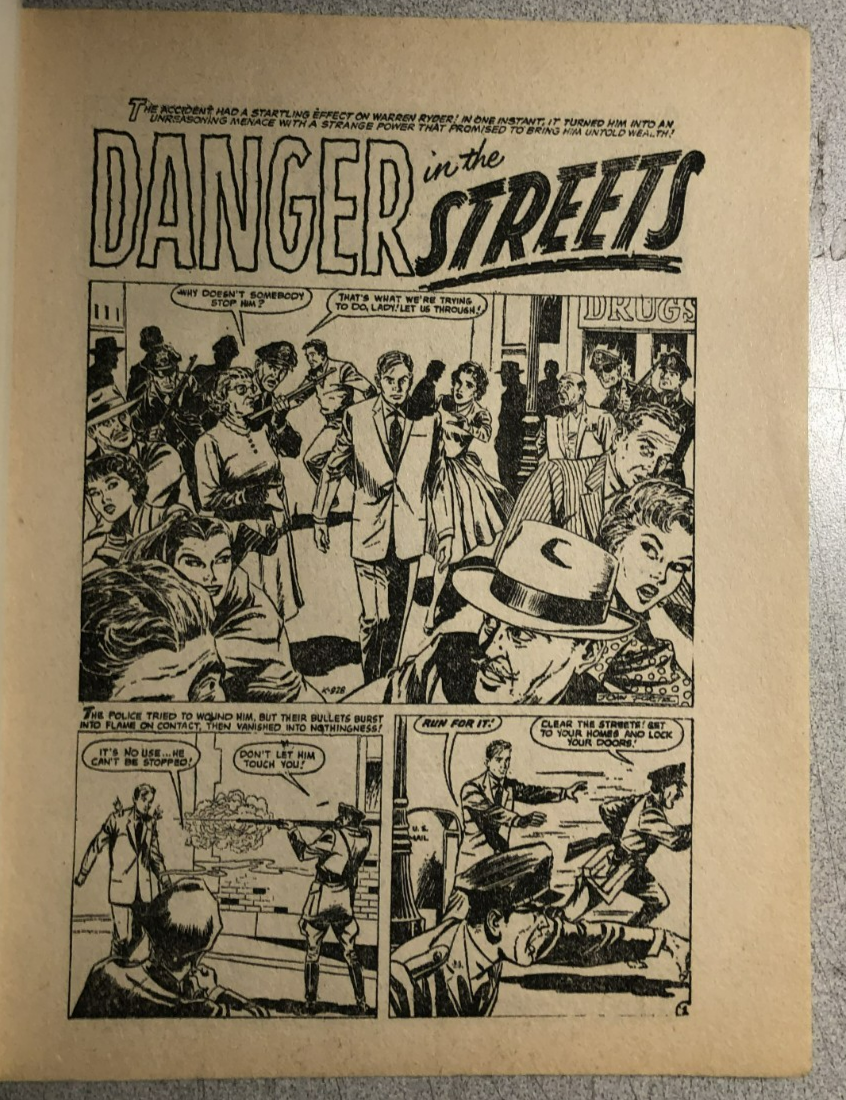 THE ACCIDENT HAD A STARTLING EFFECT ON WARREN RYDER! IN ONE INSTANT, IT TURNED HIM INTO AN
UNREASONING MENACE WITH A STRANGE POWER THAT PROMISED TO BRING HIM UNTOLD WEALTH!
DANGER in the STREETS
WHY DOESN'T SOMEBODY
STOP HIM?
THAT'S WHAT WE'RE TRYING
TO DO, LADY! LET US THROUGH!
DRUGS
K-828
JOHN FORTE
THE POLICE TRIED TO WOUND HIM, BUT THEIR BULLETS BURST
INTO FLAME ON CONTACT, THEN VANISHED INTO NOTHINGNESS!
IT'S NO USE...HE
CAN'T BE STOPPED!
DON'T LET HIM
TOUCH YOU!
RUN FOR IT!
CLEAR THE STREETS! GET
TO YOUR HOMES AND LOCK
YOUR DOORS!
U.S.
MAIL
1